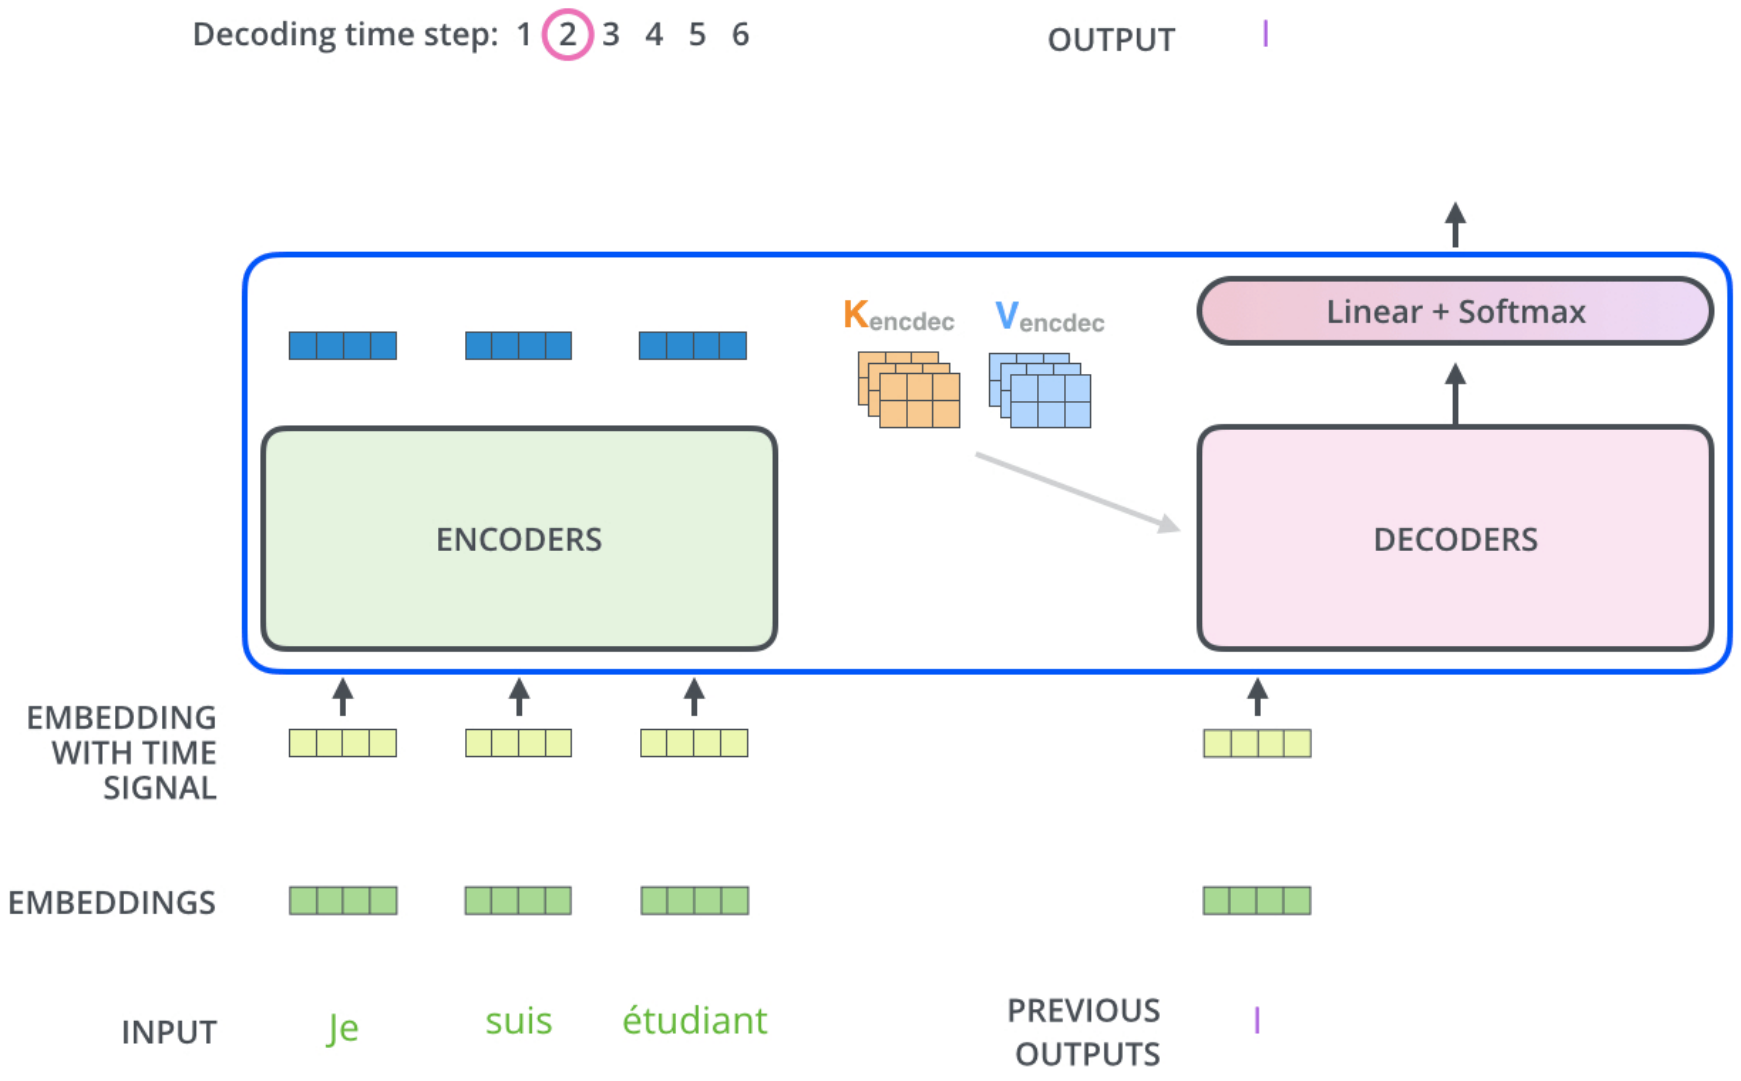 Decoding time step: 1 2 3 4 5 6
OUTPUT I
Linear + Softmax
Kencdec Vencdec
ENCODERS
DECODERS
EMBEDDING
WITH TIME
SIGNAL
EMBEDDINGS
INPUT Je suis étudiant
PREVIOUS
OUTPUTS
I